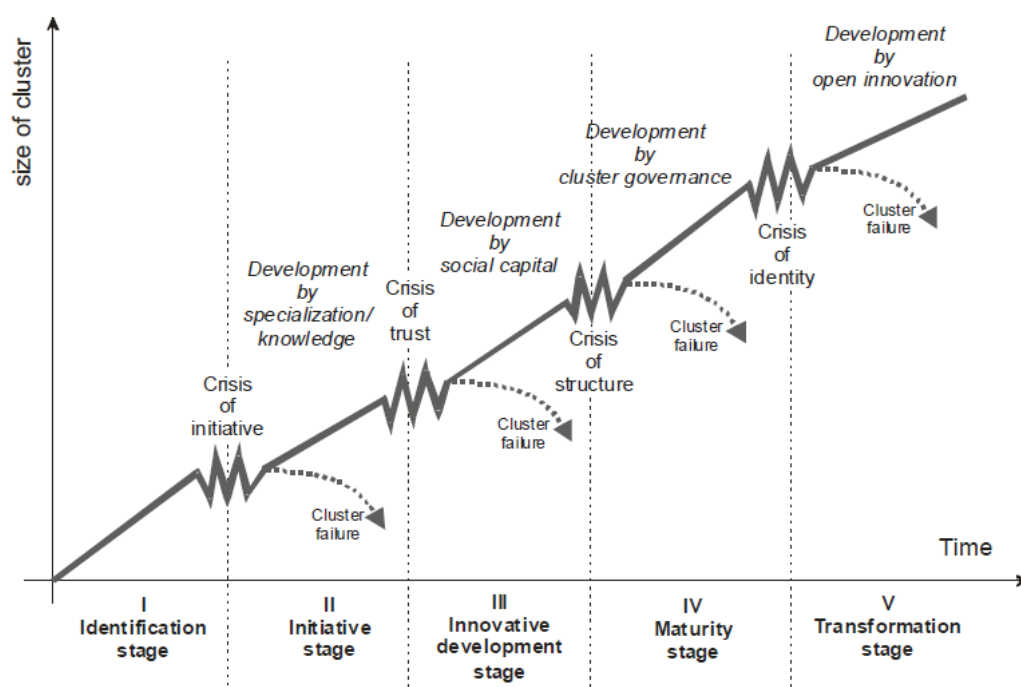 size of cluster
Development
by
open innovation
Development
by
cluster governance
Development
by
social capital
Development
by
specialization/
knowledge
Crisis
of
initiative
Crisis
of
trust
Crisis
of
structure
Crisis
of
identity
Cluster
failure
Cluster
failure
Cluster
failure
Cluster
failure
Time
I
Identification
stage
II
Initiative
stage
III
Innovative
development
stage
IV
Maturity
stage
V
Transformation
stage